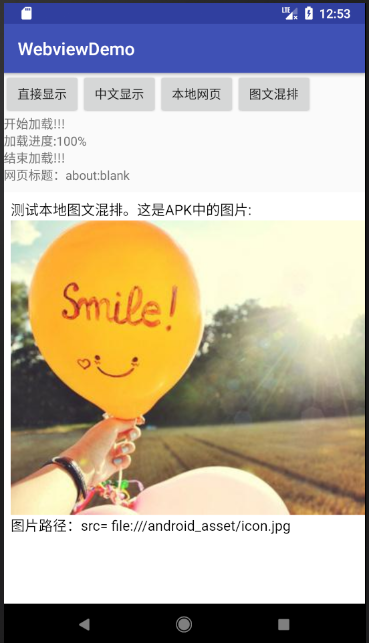 LTE 12:53
WebviewDemo
直接显示 中文显示 本地网页 图文混排
开始加载!!!
加载进度:100%
结束加载!!!
网页标题：about:blank
测试本地图文混排。这是APK中的图片:
Smile!
图片路径：src= file:///android_asset/icon.jpg